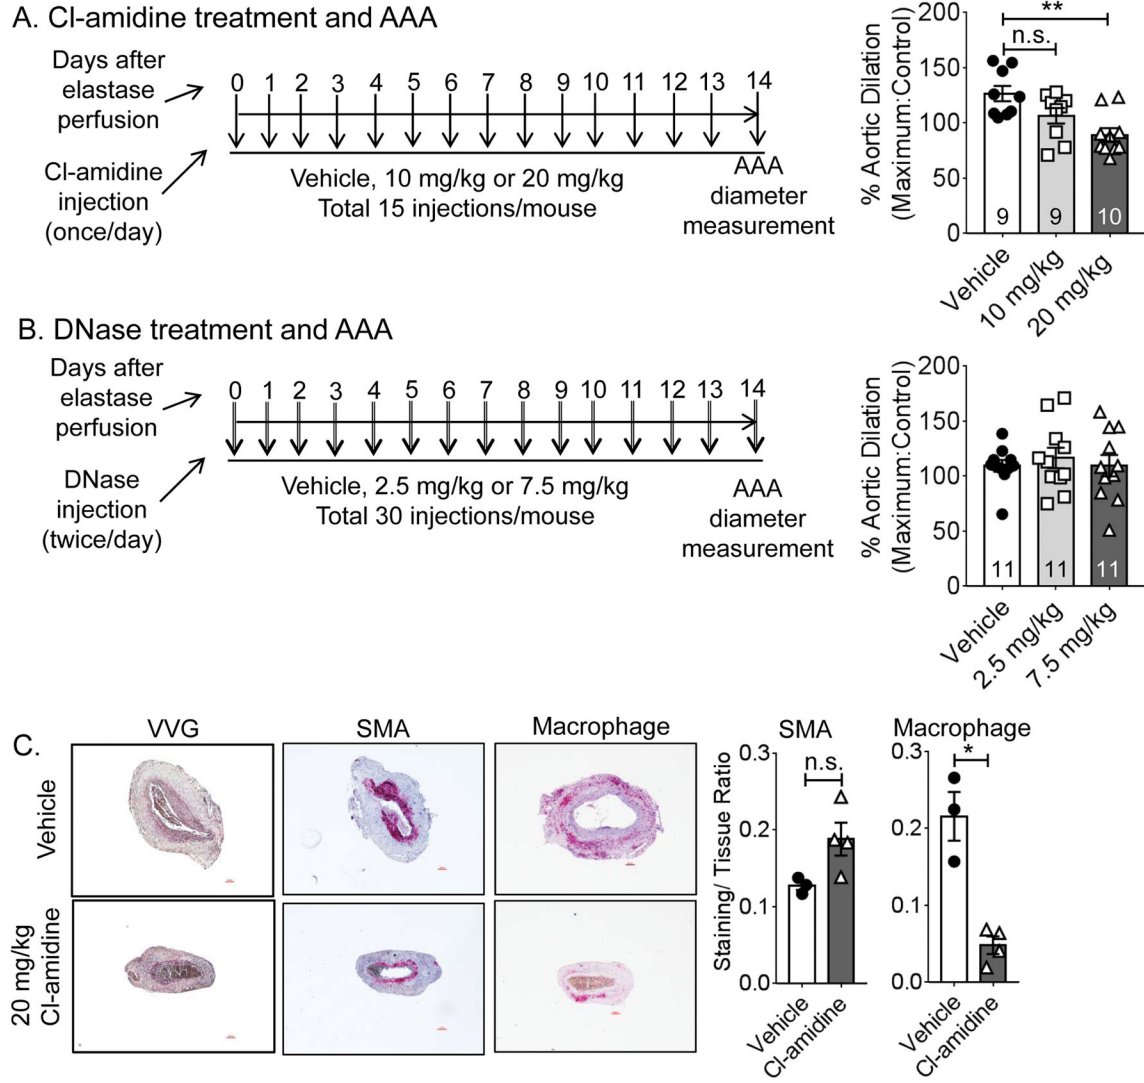 A. Cl-amidine treatment and AAA
Days after
elastase
perfusion
0 1 2 3 4 5 6 7 8 9 10 11 12 13 14
Cl-amidine
injection
(once/day)
Vehicle, 10 mg/kg or 20 mg/kg
Total 15 injections/mouse
AAA
diameter
measurement
% Aortic Dilation
(Maximum:Control)
200
150
100
50
0
**
n.s.
9 9 10
Vehicle
10 mg/kg
20 mg/kg
B. DNase treatment and AAA
Days after
elastase
perfusion
0 1 2 3 4 5 6 7 8 9 10 11 12 13 14
DNase
injection
(twice/day)
Vehicle, 2.5 mg/kg or 7.5 mg/kg
Total 30 injections/mouse
AAA
diameter
measurement
% Aortic Dilation
(Maximum:Control)
200
150
100
50
0
11 11 11
Vehicle
2.5 mg/kg
7.5 mg/kg
C.
VVG SMA Macrophage
Vehicle
20 mg/kg
Cl-amidine
SMA
Staining/ Tissue Ratio
0.3
0.2
0.1
0.0
n.s.
Vehicle
Cl-amidine
Macrophage
0.3
0.2
0.1
0.0
*
Vehicle
Cl-amidine